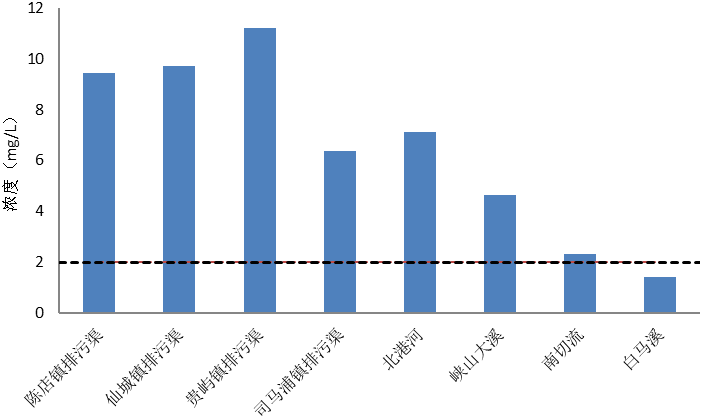 12
10
8
6
4
2
0
浓度（mg/L）
陈店镇排污渠
仙城镇排污渠
贵屿镇排污渠
司马浦镇排污渠
北港河
峡山大溪
南切流
白马溪